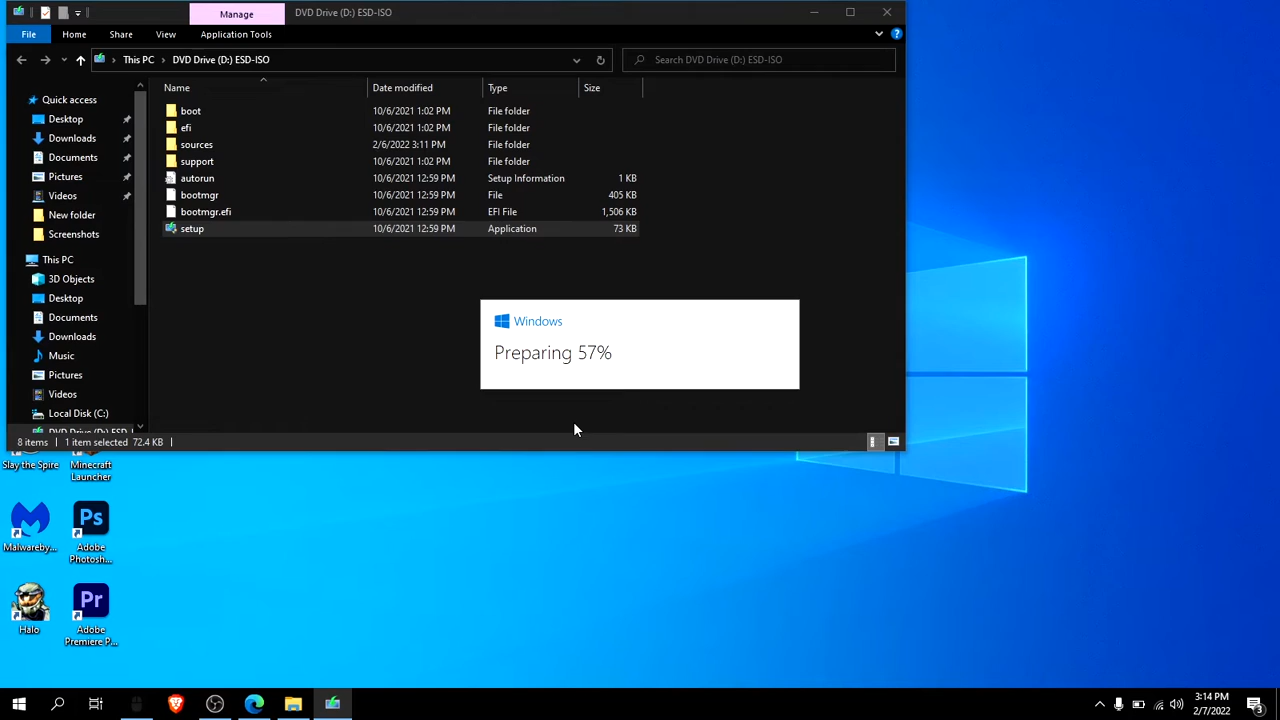 Manage
DVD Drive (D:) ESD-ISO
File
Home
Share
View
Application Tools
This PC
DVD Drive (D:) ESD-ISO
Search DVD Drive (D:) ESD-ISO
Name
Date modified
Type
Size
Quick access
Desktop
Downloads
Documents
Pictures
Videos
New folder
Screenshots
This PC
3D Objects
Desktop
Documents
Downloads
Music
Pictures
Videos
Local Disk (C:)
DVD Drive (D:) ESD-I
boot 10/6/2021 1:02 PM File folder
efi 10/6/2021 1:02 PM File folder
sources 2/6/2022 3:11 PM File folder
support 10/6/2021 1:02 PM File folder
autorun 10/6/2021 12:59 PM Setup Information 1 KB
bootmgr 10/6/2021 12:59 PM File 405 KB
bootmgr.efi 10/6/2021 12:59 PM EFI File 1,506 KB
setup 10/6/2021 12:59 PM Application 73 KB
Windows
Preparing 57%
8 items
1 item selected 72.4 KB
Slay the Spire
Minecraft
Launcher
Malwareby...
Adobe
Photosh...
Halo
Adobe
Premiere P...
Ps
Pr
3:14 PM
2/7/2022
3